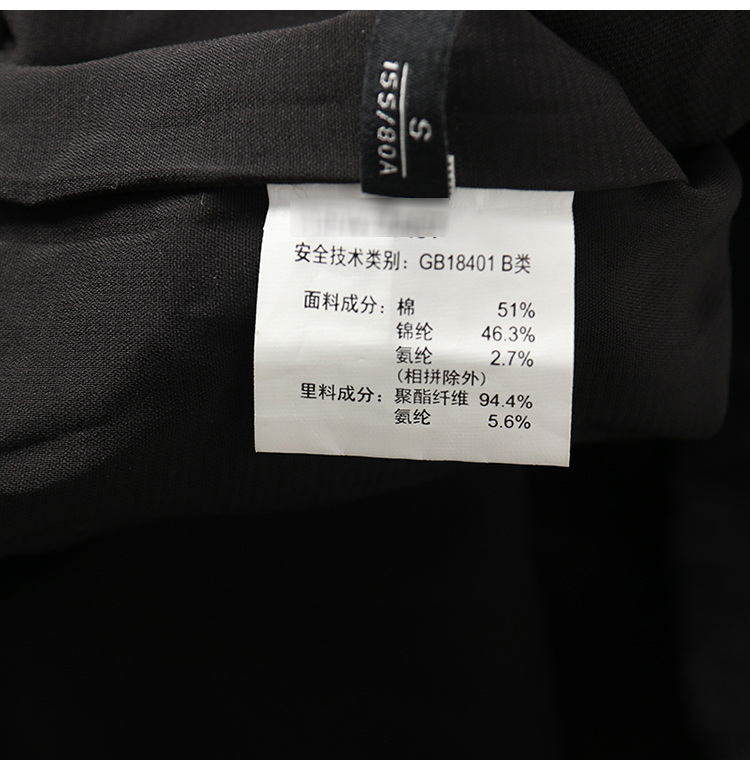 S
155/80A
安全技术类别：GB18401 B类
面料成分：棉 51%
锦纶 46.3%
氨纶 2.7%
（相拼除外）
里料成分：聚酯纤维 94.4%
氨纶 5.6%